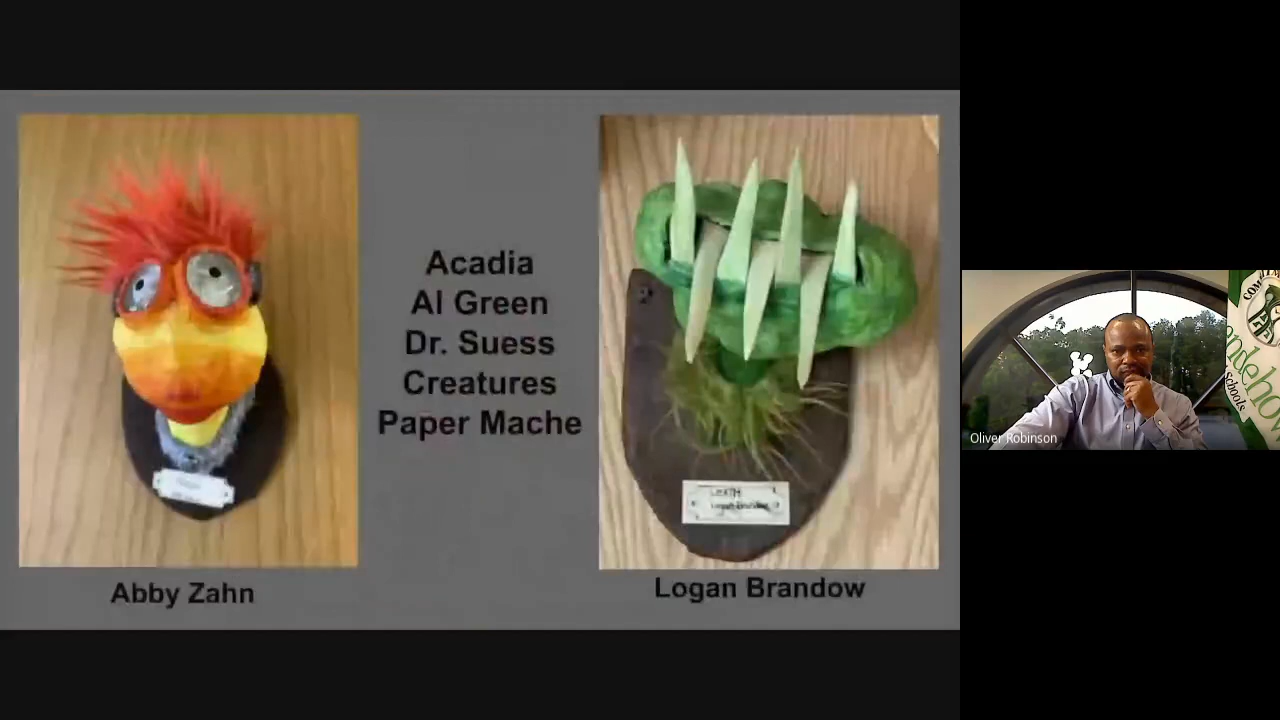 Acadia
Al Green
Dr. Suess
Creatures
Paper Mache
Abby Zahn
Logan Brandow
Oliver Robinson